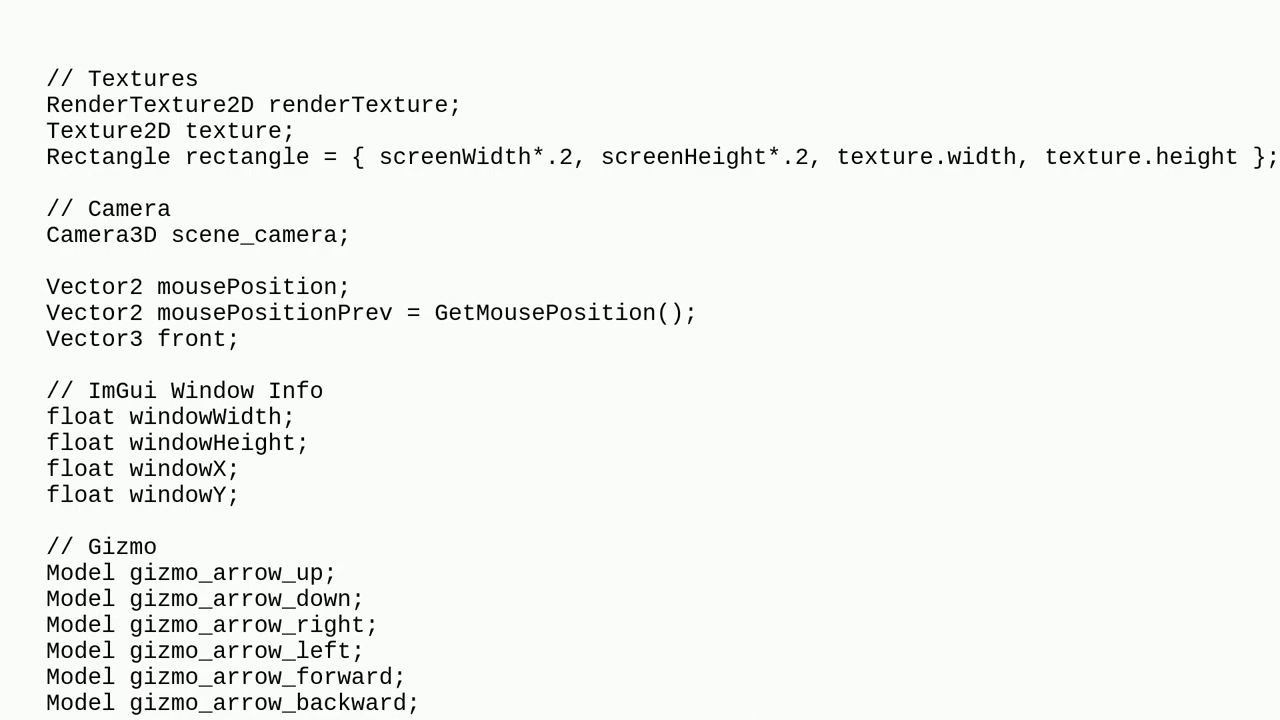 // Textures
RenderTexture2D renderTexture;
Texture2D texture;
Rectangle rectangle = { screenWidth*.2, screenHeight*.2, texture.width, texture.height };
// Camera
Camera3D scene_camera;
Vector2 mousePosition;
Vector2 mousePositionPrev = GetMousePosition();
Vector3 front;
// ImGui Window Info
float windowWidth;
float windowHeight;
float windowX;
float windowY;
// Gizmo
Model gizmo_arrow_up;
Model gizmo_arrow_down;
Model gizmo_arrow_right;
Model gizmo_arrow_left;
Model gizmo_arrow_forward;
Model gizmo_arrow_backward;